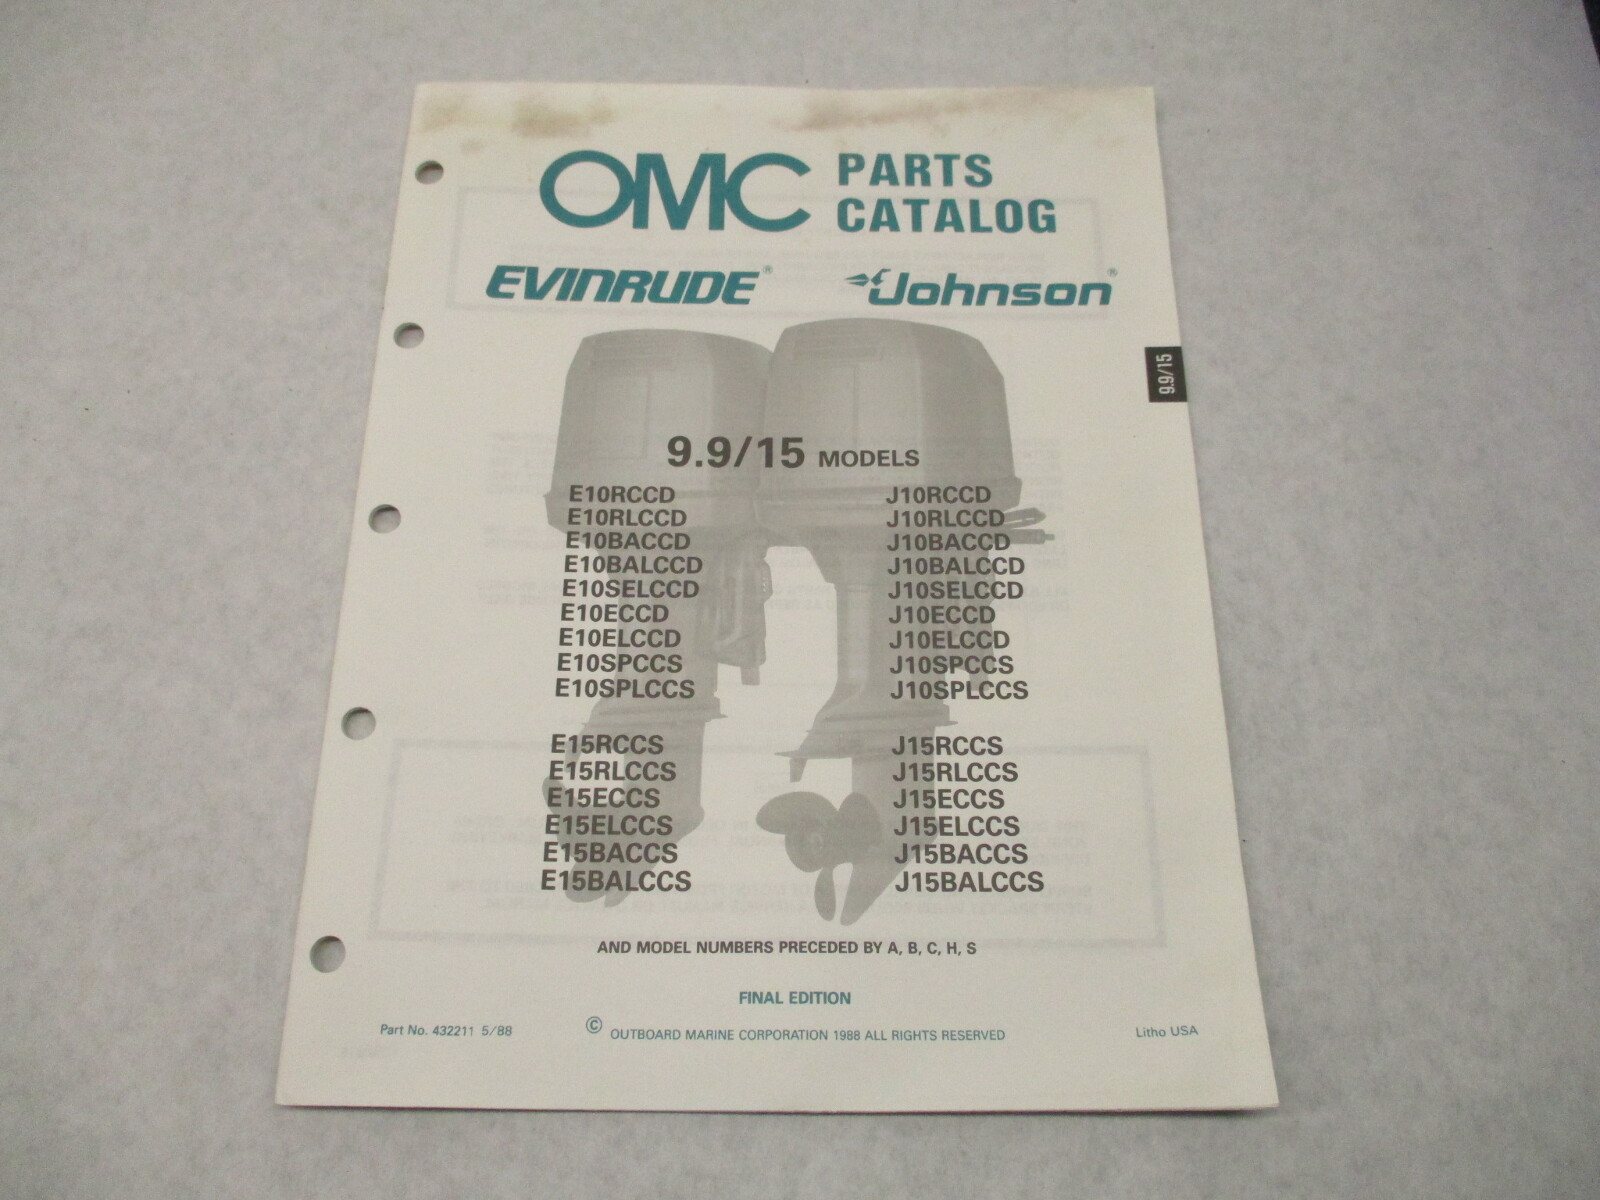 OMC PARTS
CATALOG
EVINRUDE® Johnson®
9.9/15
9.9/15 MODELS
E10RCCD J10RCCD
E10RLCCD J10RLCCD
E10BACCD J10BACCD
E10BALCCD J10BALCCD
E10SELCCD J10SELCCD
E10ECCD J10ECCD
E10ELCCD J10ELCCD
E10SPCCS J10SPCCS
E10SPLCCS J10SPLCCS
E15RCCS J15RCCS
E15RLCCS J15RLCCS
E15ECCS J15ECCS
E15ELCCS J15ELCCS
E15BACCS J15BACCS
E15BALCCS J15BALCCS
AND MODEL NUMBERS PRECEDED BY A, B, C, H, S
FINAL EDITION
Part No. 432211 5/88 © OUTBOARD MARINE CORPORATION 1988 ALL RIGHTS RESERVED Litho USA